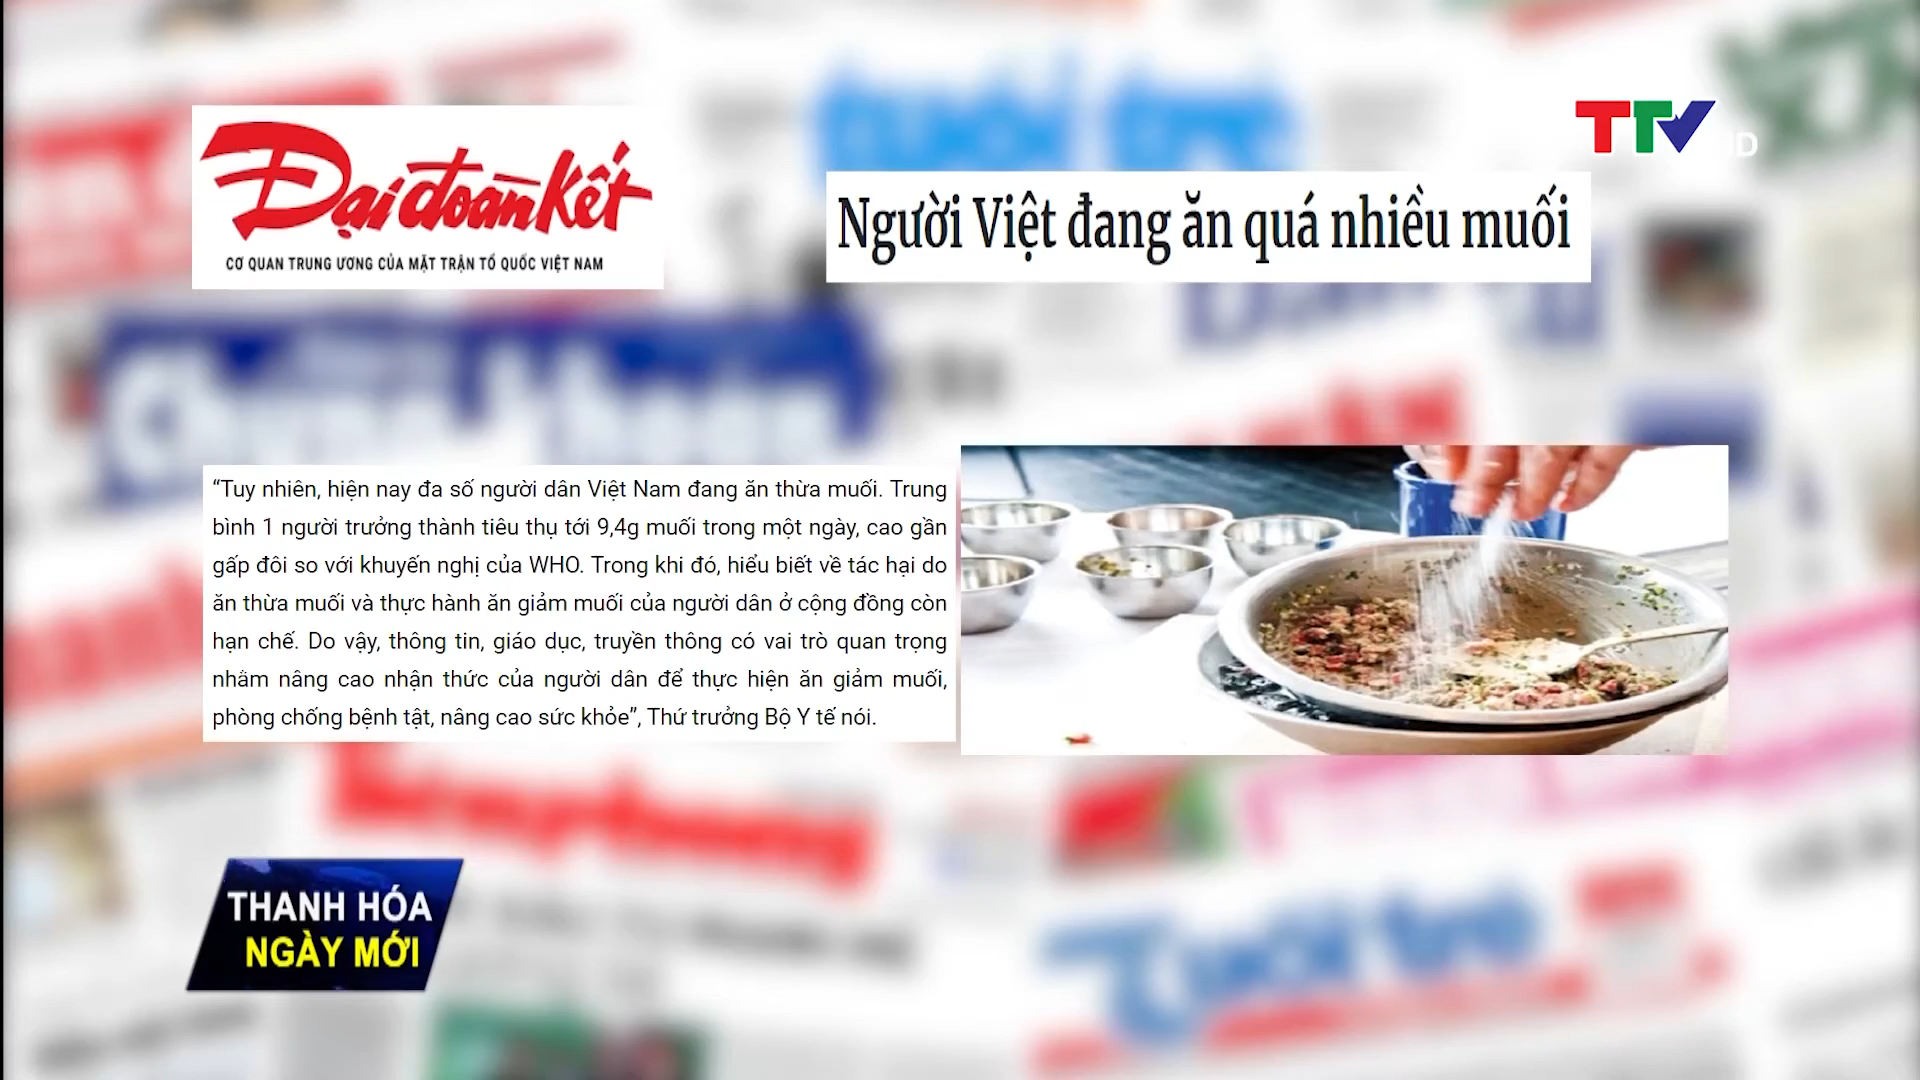 Đại đoàn kết
CƠ QUAN TRUNG ƯƠNG CỦA MẶT TRẬN TỔ QUỐC VIỆT NAM
TTV
Người Việt đang ăn quá nhiều muối
“Tuy nhiên, hiện nay đa số người dân Việt Nam đang ăn thừa muối. Trung
bình 1 người trưởng thành tiêu thụ tới 9,4g muối trong một ngày, cao gần
gấp đôi so với khuyến nghị của WHO. Trong khi đó, hiểu biết về tác hại do
ăn thừa muối và thực hành ăn giảm muối của người dân ở cộng đồng còn
hạn chế. Do vậy, thông tin, giáo dục, truyền thông có vai trò quan trọng
nhằm nâng cao nhận thức của người dân để thực hiện ăn giảm muối,
phòng chống bệnh tật, nâng cao sức khỏe”, Thứ trưởng Bộ Y tế nói.
THANH HÓA
NGÀY MỚI